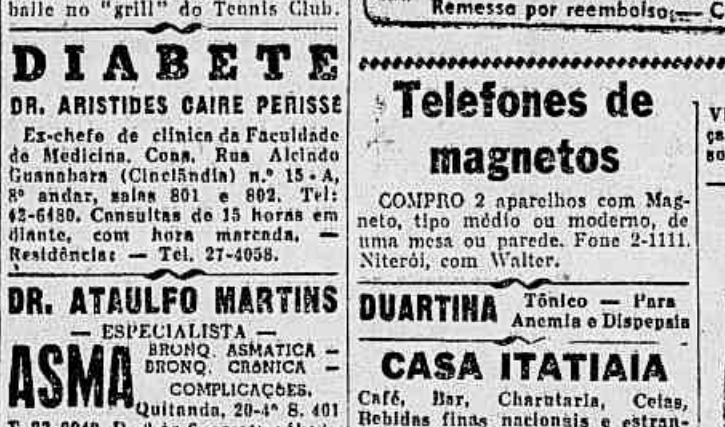 baile no "grill" do Tennis Club.
DIABETE
DR. ARISTIDES CAIRE PERISSÉ
Ex-chefe de clinica da Faculdade
de Medicina. Cons. Rua Alcindo
Guanabara (Cinelândia) n.º 15-A,
8º andar, salas 801 e 802. Tel:
42-6480. Consultas de 15 horas em
diante, com hora marcada. —
Residências: — Tel. 27-4058.
DR. ATAULFO MARTINS
— ESPECIALISTA —
ASMA
BRONQ. ASMATICA —
BRONQ. CRÔNICA —
COMPLICAÇÕES.
Quitanda, 20-4º S. 401
Remessa por reembolso — C
Telefones de
magnetos
COMPRO 2 aparelhos com Mag-
neto, tipo médio ou moderno, de
uma mesa ou parede. Fone 2-1111.
Niterói, com Walter.
DUARTINA
Tônico — Para
Anemia e Dispepsia
CASA ITATIAIA
Café, Bar, Charutaria, Ceias,
Bebidas finas nacionais e estran-